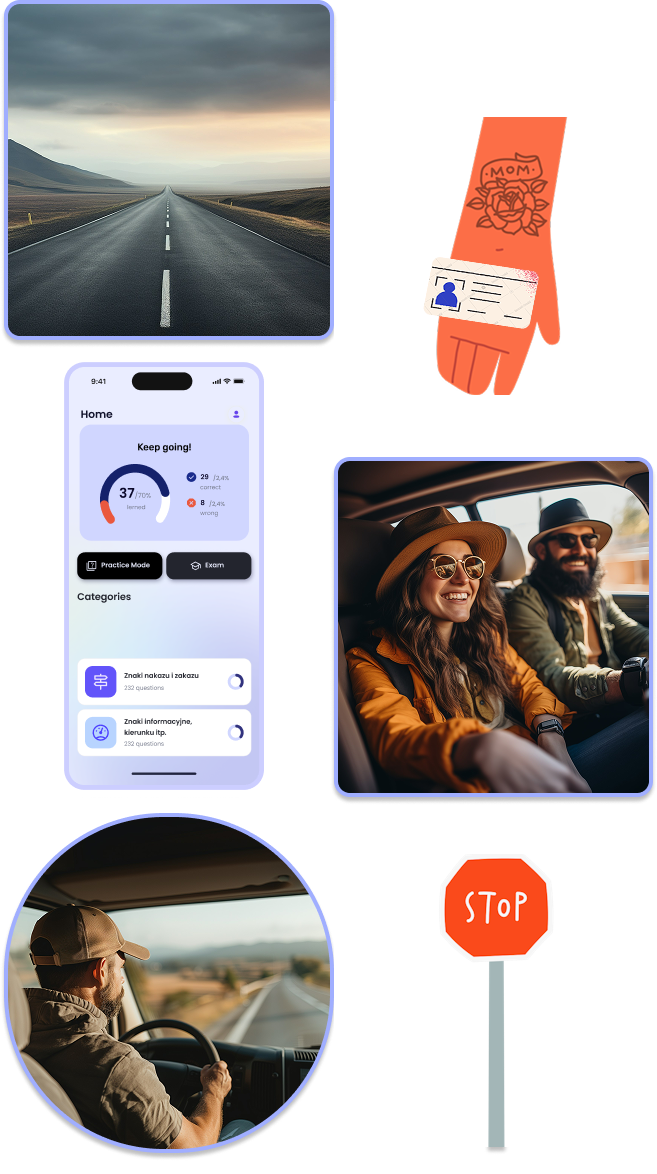 MOM
9:41
Home
Keep going!
37/70%
lerned
29 /2,4%
correct
8 /2,4%
wrong
Practice Mode
Exam
Categories
Znaki nakazu i zakazu
232 questions
Znaki informacyjne,
kierunku itp.
232 questions
STOP